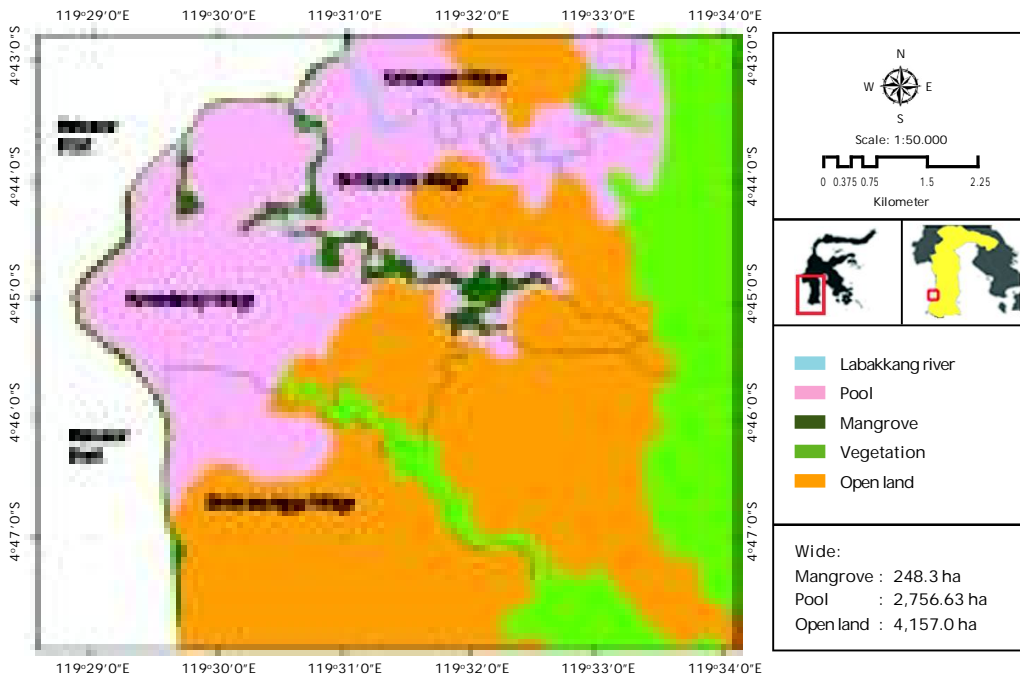 119°29'0"E 119°30'0"E 119°31'0"E 119°32'0"E 119°33'0"E 119°34'0"E
4°43'0"S
4°44'0"S
4°45'0"S
4°46'0"S
4°47'0"S
4°43'0"S
4°44'0"S
4°45'0"S
4°46'0"S
4°47'0"S
119°29'0"E 119°30'0"E 119°31'0"E 119°32'0"E 119°33'0"E 119°34'0"E
N
W E
S
Scale: 1:50.000
0 0.375 0.75 1.5 2.25
Kilometer
Labakkang river
Pool
Mangrove
Vegetation
Open land
Wide:
Mangrove : 248.3 ha
Pool : 2,756.63 ha
Open land : 4,157.0 ha